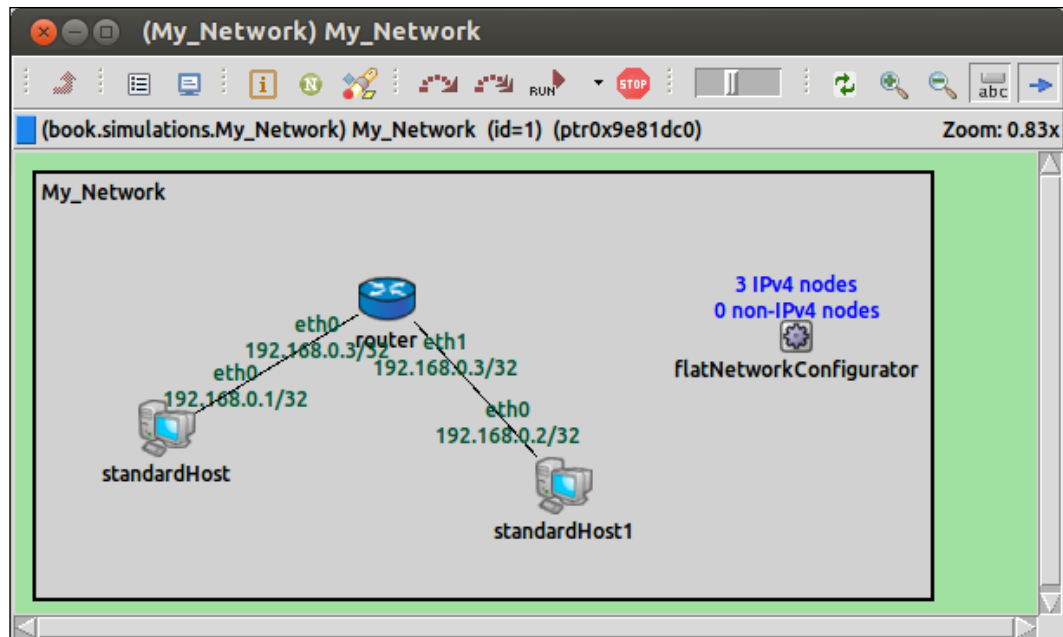 (My_Network) My_Network
i
N
RUN
STOP
abc
(book.simulations.My_Network) My_Network (id=1) (ptr0x9e81dc0)
Zoom: 0.83x
My_Network
3 IPv4 nodes
0 non-IPv4 nodes
flatNetworkConfigurator
router
eth0
192.168.0.3/32
eth1
192.168.0.3/32
eth0
192.168.0.1/32
standardHost
eth0
192.168.0.2/32
standardHost1